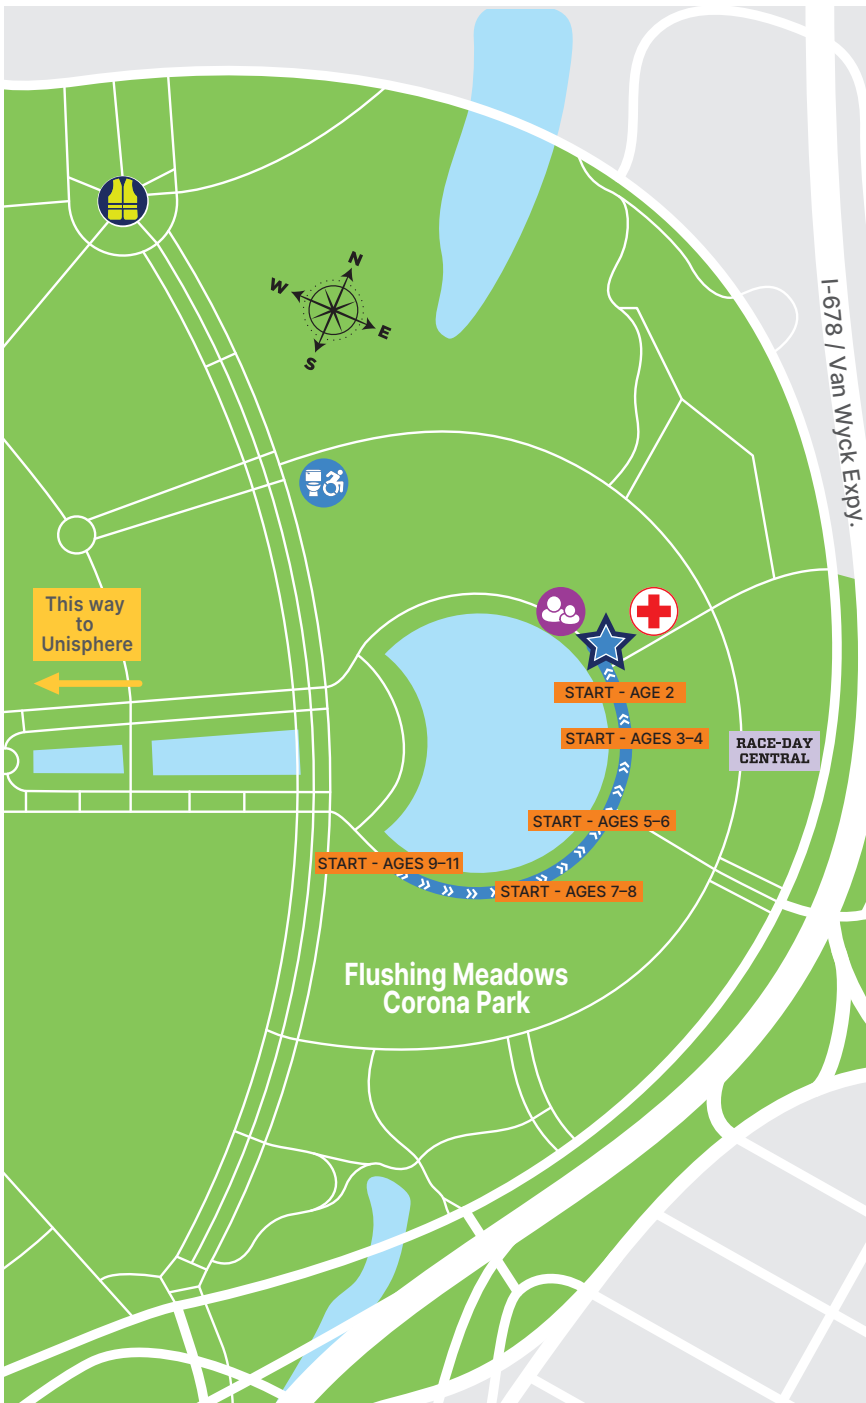 N
W
E
S
I-678 / Van Wyck Expy.
This way
to
Unisphere
START - AGE 2
START - AGES 3–4
RACE-DAY
CENTRAL
START - AGES 5–6
START - AGES 9–11
START - AGES 7–8
Flushing Meadows
Corona Park